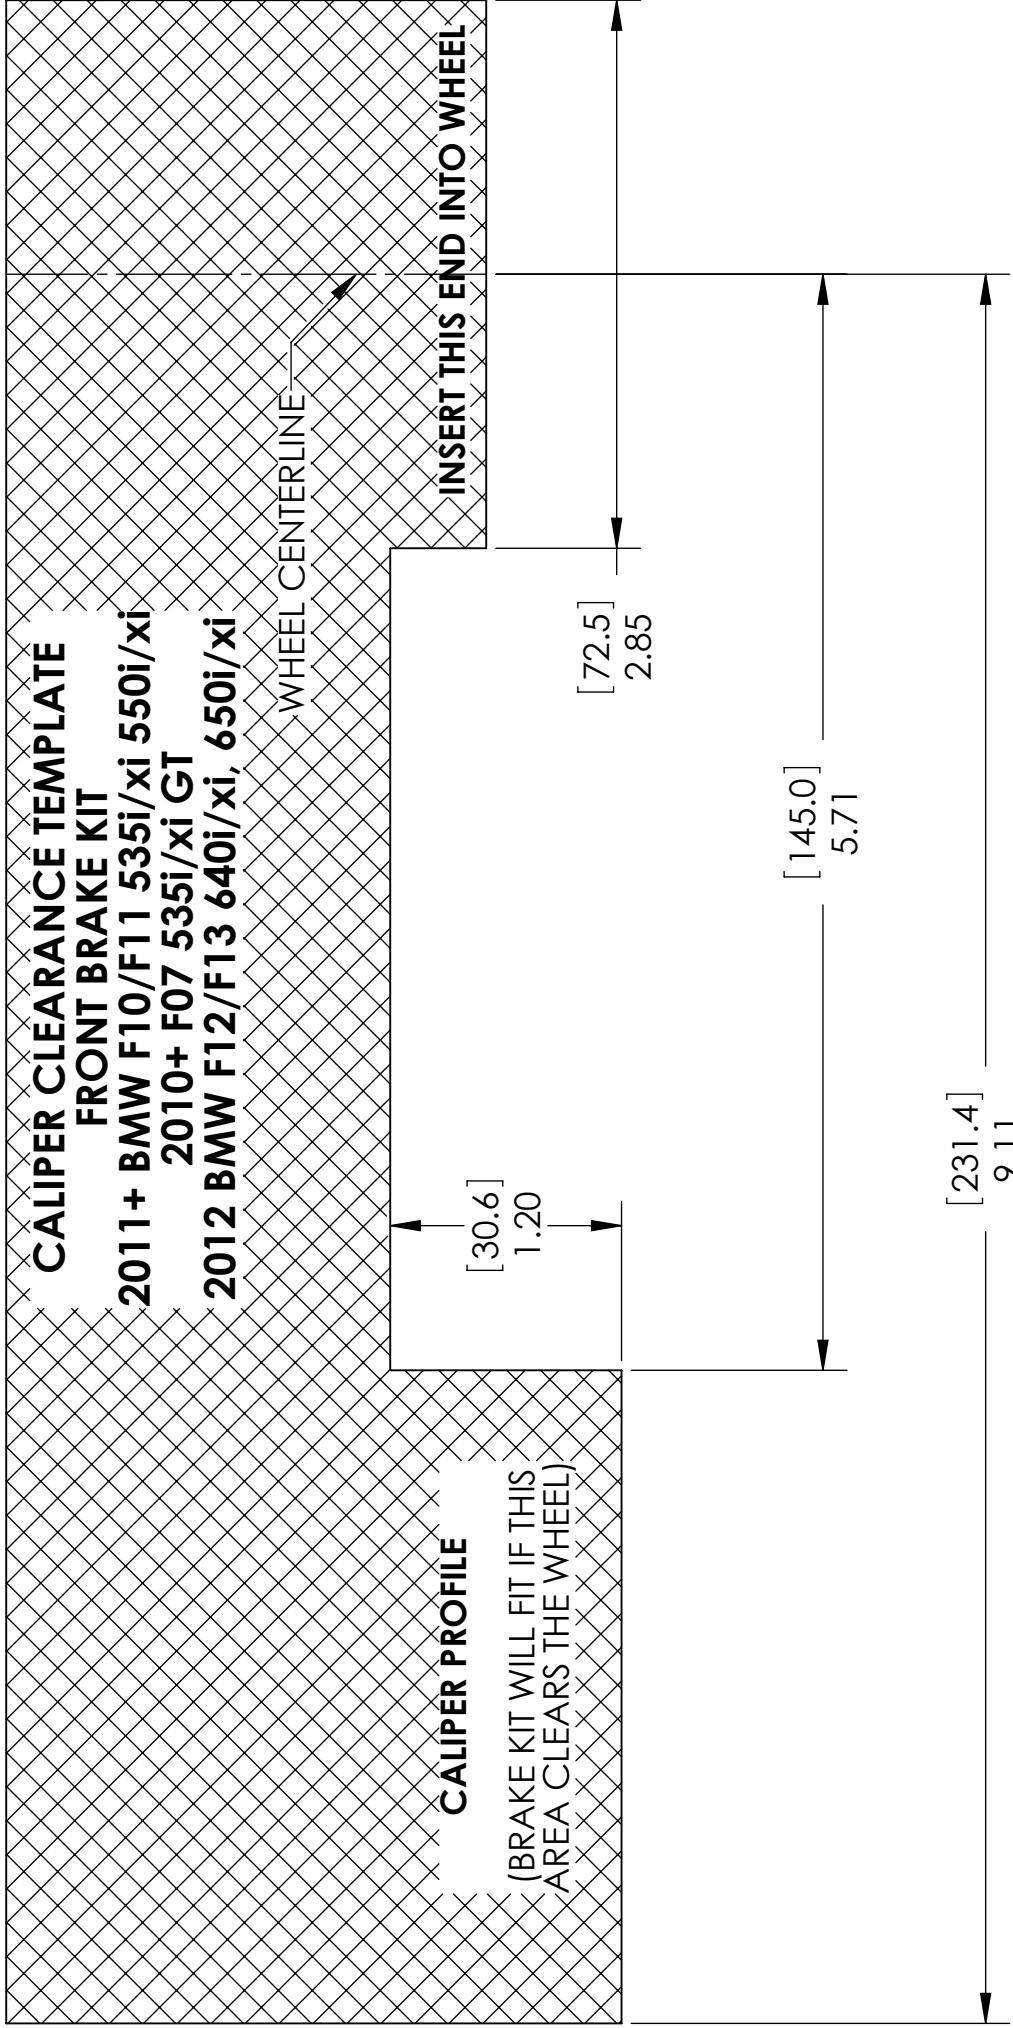 CALIPER CLEARANCE TEMPLATE
FRONT BRAKE KIT
2011+ BMW F10/F11 535i/xi 550i/xi
2010+ F07 535i/xi GT
2012 BMW F12/F13 640i/xi, 650i/xi
WHEEL CENTERLINE
INSERT THIS END INTO WHEEL
CALIPER PROFILE
(BRAKE KIT WILL FIT IF THIS
AREA CLEARS THE WHEEL)
[30.6]
1.20
[72.5]
2.85
[145.0]
5.71
[231.4]
9.11